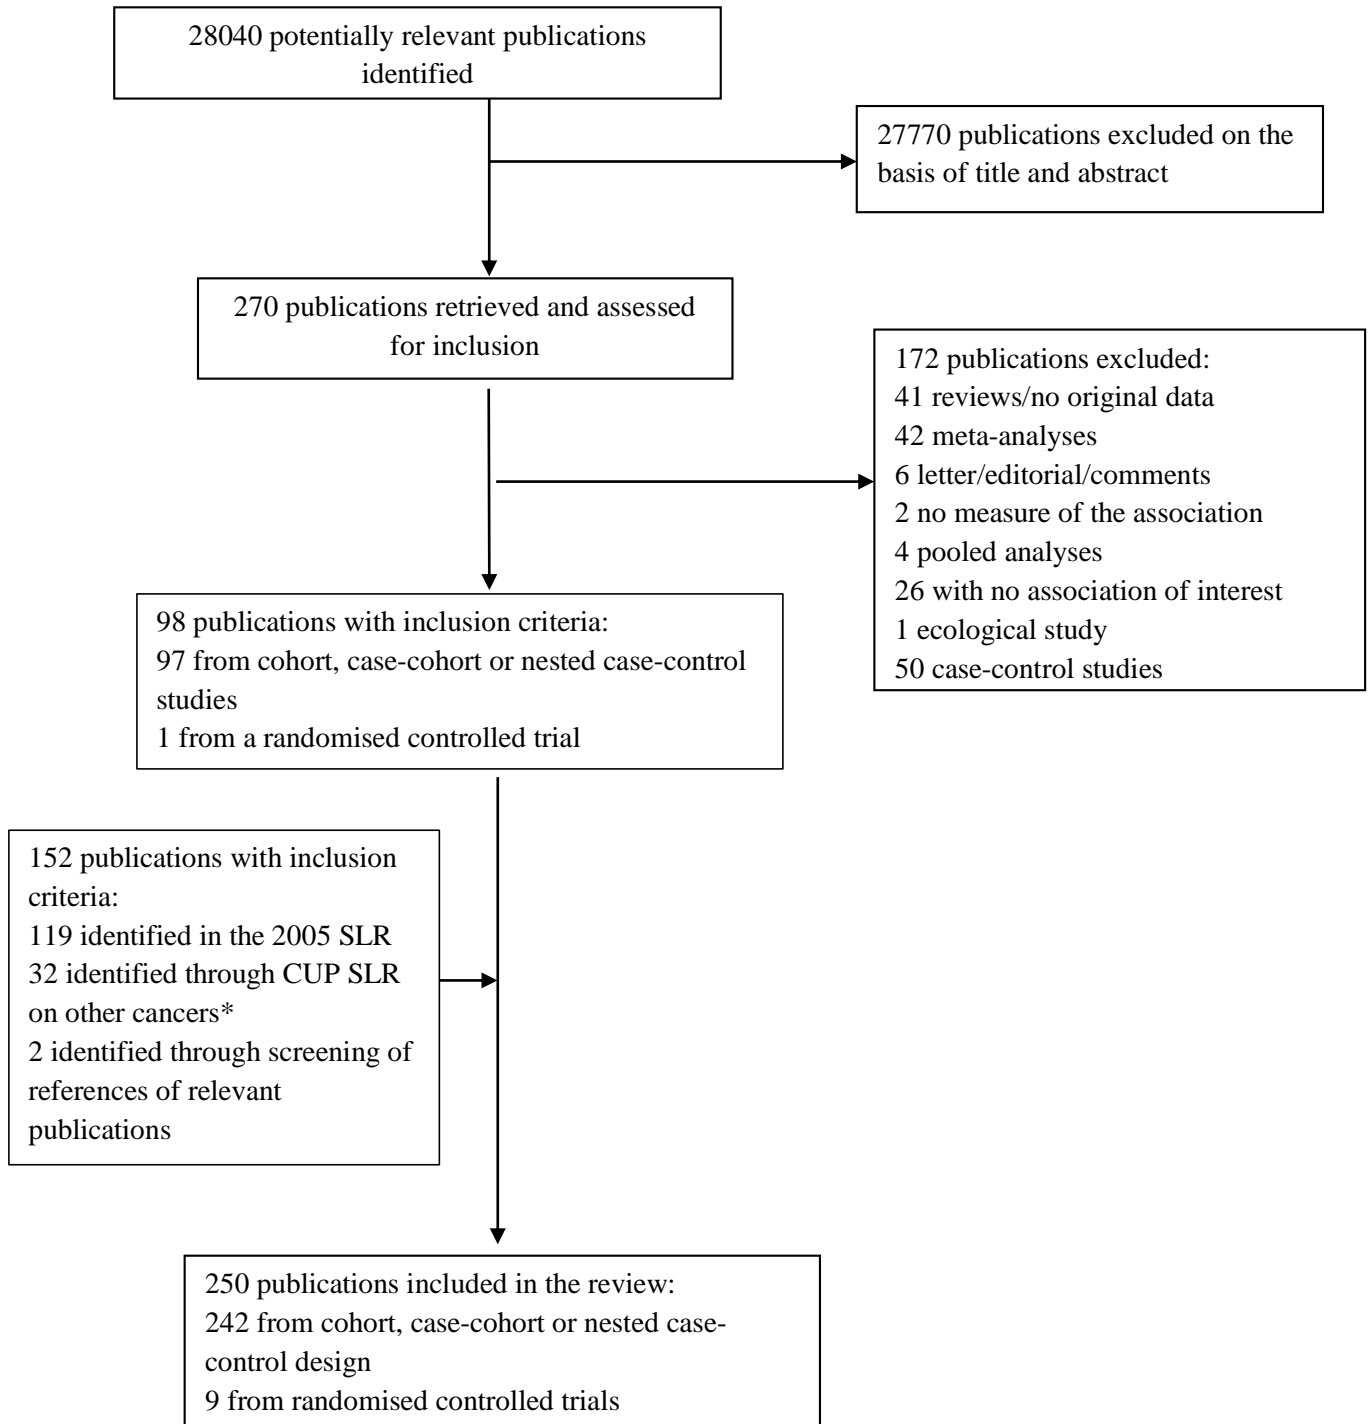 28040 potentially relevant publications
identified
27770 publications excluded on the
basis of title and abstract
270 publications retrieved and assessed
for inclusion
172 publications excluded:
41 reviews/no original data
42 meta-analyses
6 letter/editorial/comments
2 no measure of the association
4 pooled analyses
26 with no association of interest
1 ecological study
50 case-control studies
98 publications with inclusion criteria:
97 from cohort, case-cohort or nested case-control
studies
1 from a randomised controlled trial
152 publications with inclusion
criteria:
119 identified in the 2005 SLR
32 identified through CUP SLR
on other cancers*
2 identified through screening of
references of relevant
publications
250 publications included in the review:
242 from cohort, case-cohort or nested case-
control design
9 from randomised controlled trials